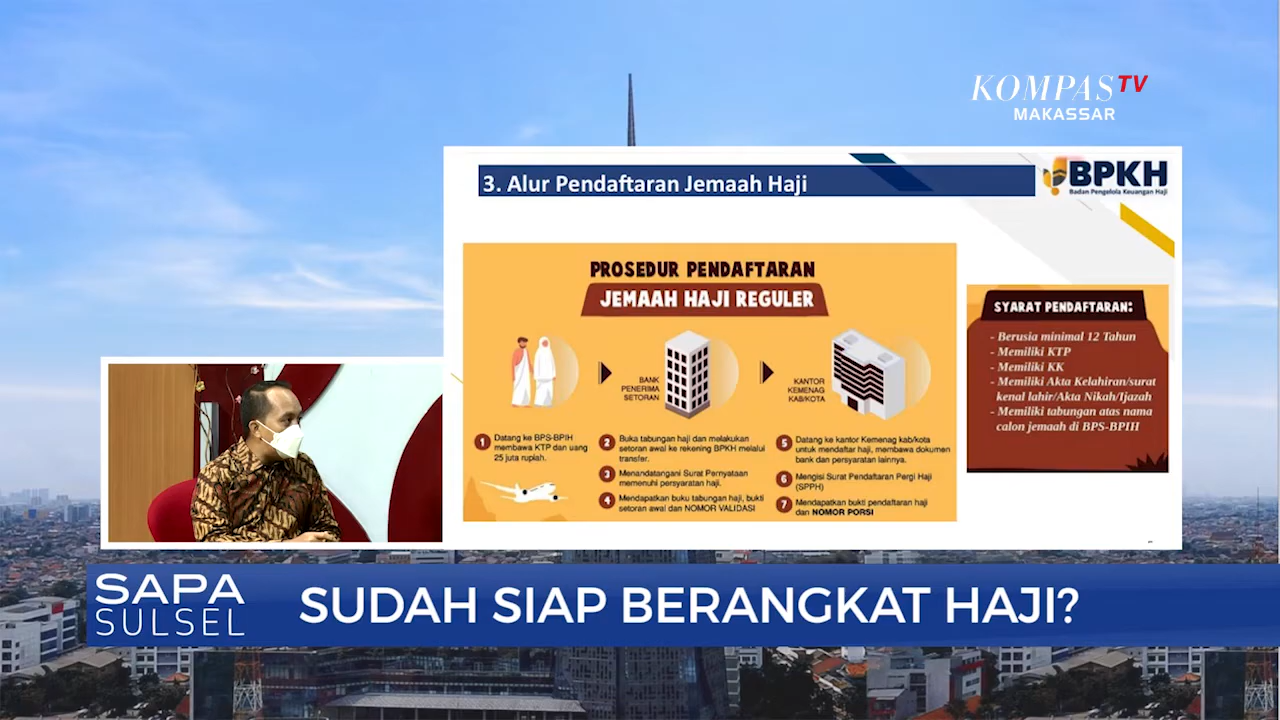 KOMPAS TV
MAKASSAR
3. Alur Pendaftaran Jemaah Haji
BPKH
Badan Pengelola Keuangan Haji
PROSEDUR PENDAFTARAN
JEMAAH HAJI REGULER
BANK
PENERIMA
SETORAN
KANTOR
KEMENAG
KAB/KOTA
1 Datang ke BPS-BPIH
membawa KTP dan uang
25 juta rupiah.
2 Buka tabungan haji dan melakukan
setoran awal ke rekening BPKH melalui
transfer.
3 Menandatangani Surat Pernyataan
memenuhi persyaratan haji.
4 Mendapatkan buku tabungan haji, bukti
setoran awal dan NOMOR VALIDASI
5 Datang ke kantor Kemenag kab/kota
untuk mendaftar haji, membawa dokumen
bank dan persyaratan lainnya.
6 Mengisi Surat Pendaftaran Pergi Haji
(SPPH)
7 Mendapatkan bukti pendaftaran haji
dan NOMOR PORSI
SYARAT PENDAFTARAN:
- Berusia minimal 12 Tahun
- Memiliki KTP
- Memiliki KK
- Memiliki Akta Kelahiran/surat
kenal lahir/Akta Nikah/Ijazah
- Memiliki tabungan atas nama
calon jemaah di BPS-BPIH
SAPA
SULSEL
SUDAH SIAP BERANGKAT HAJI?